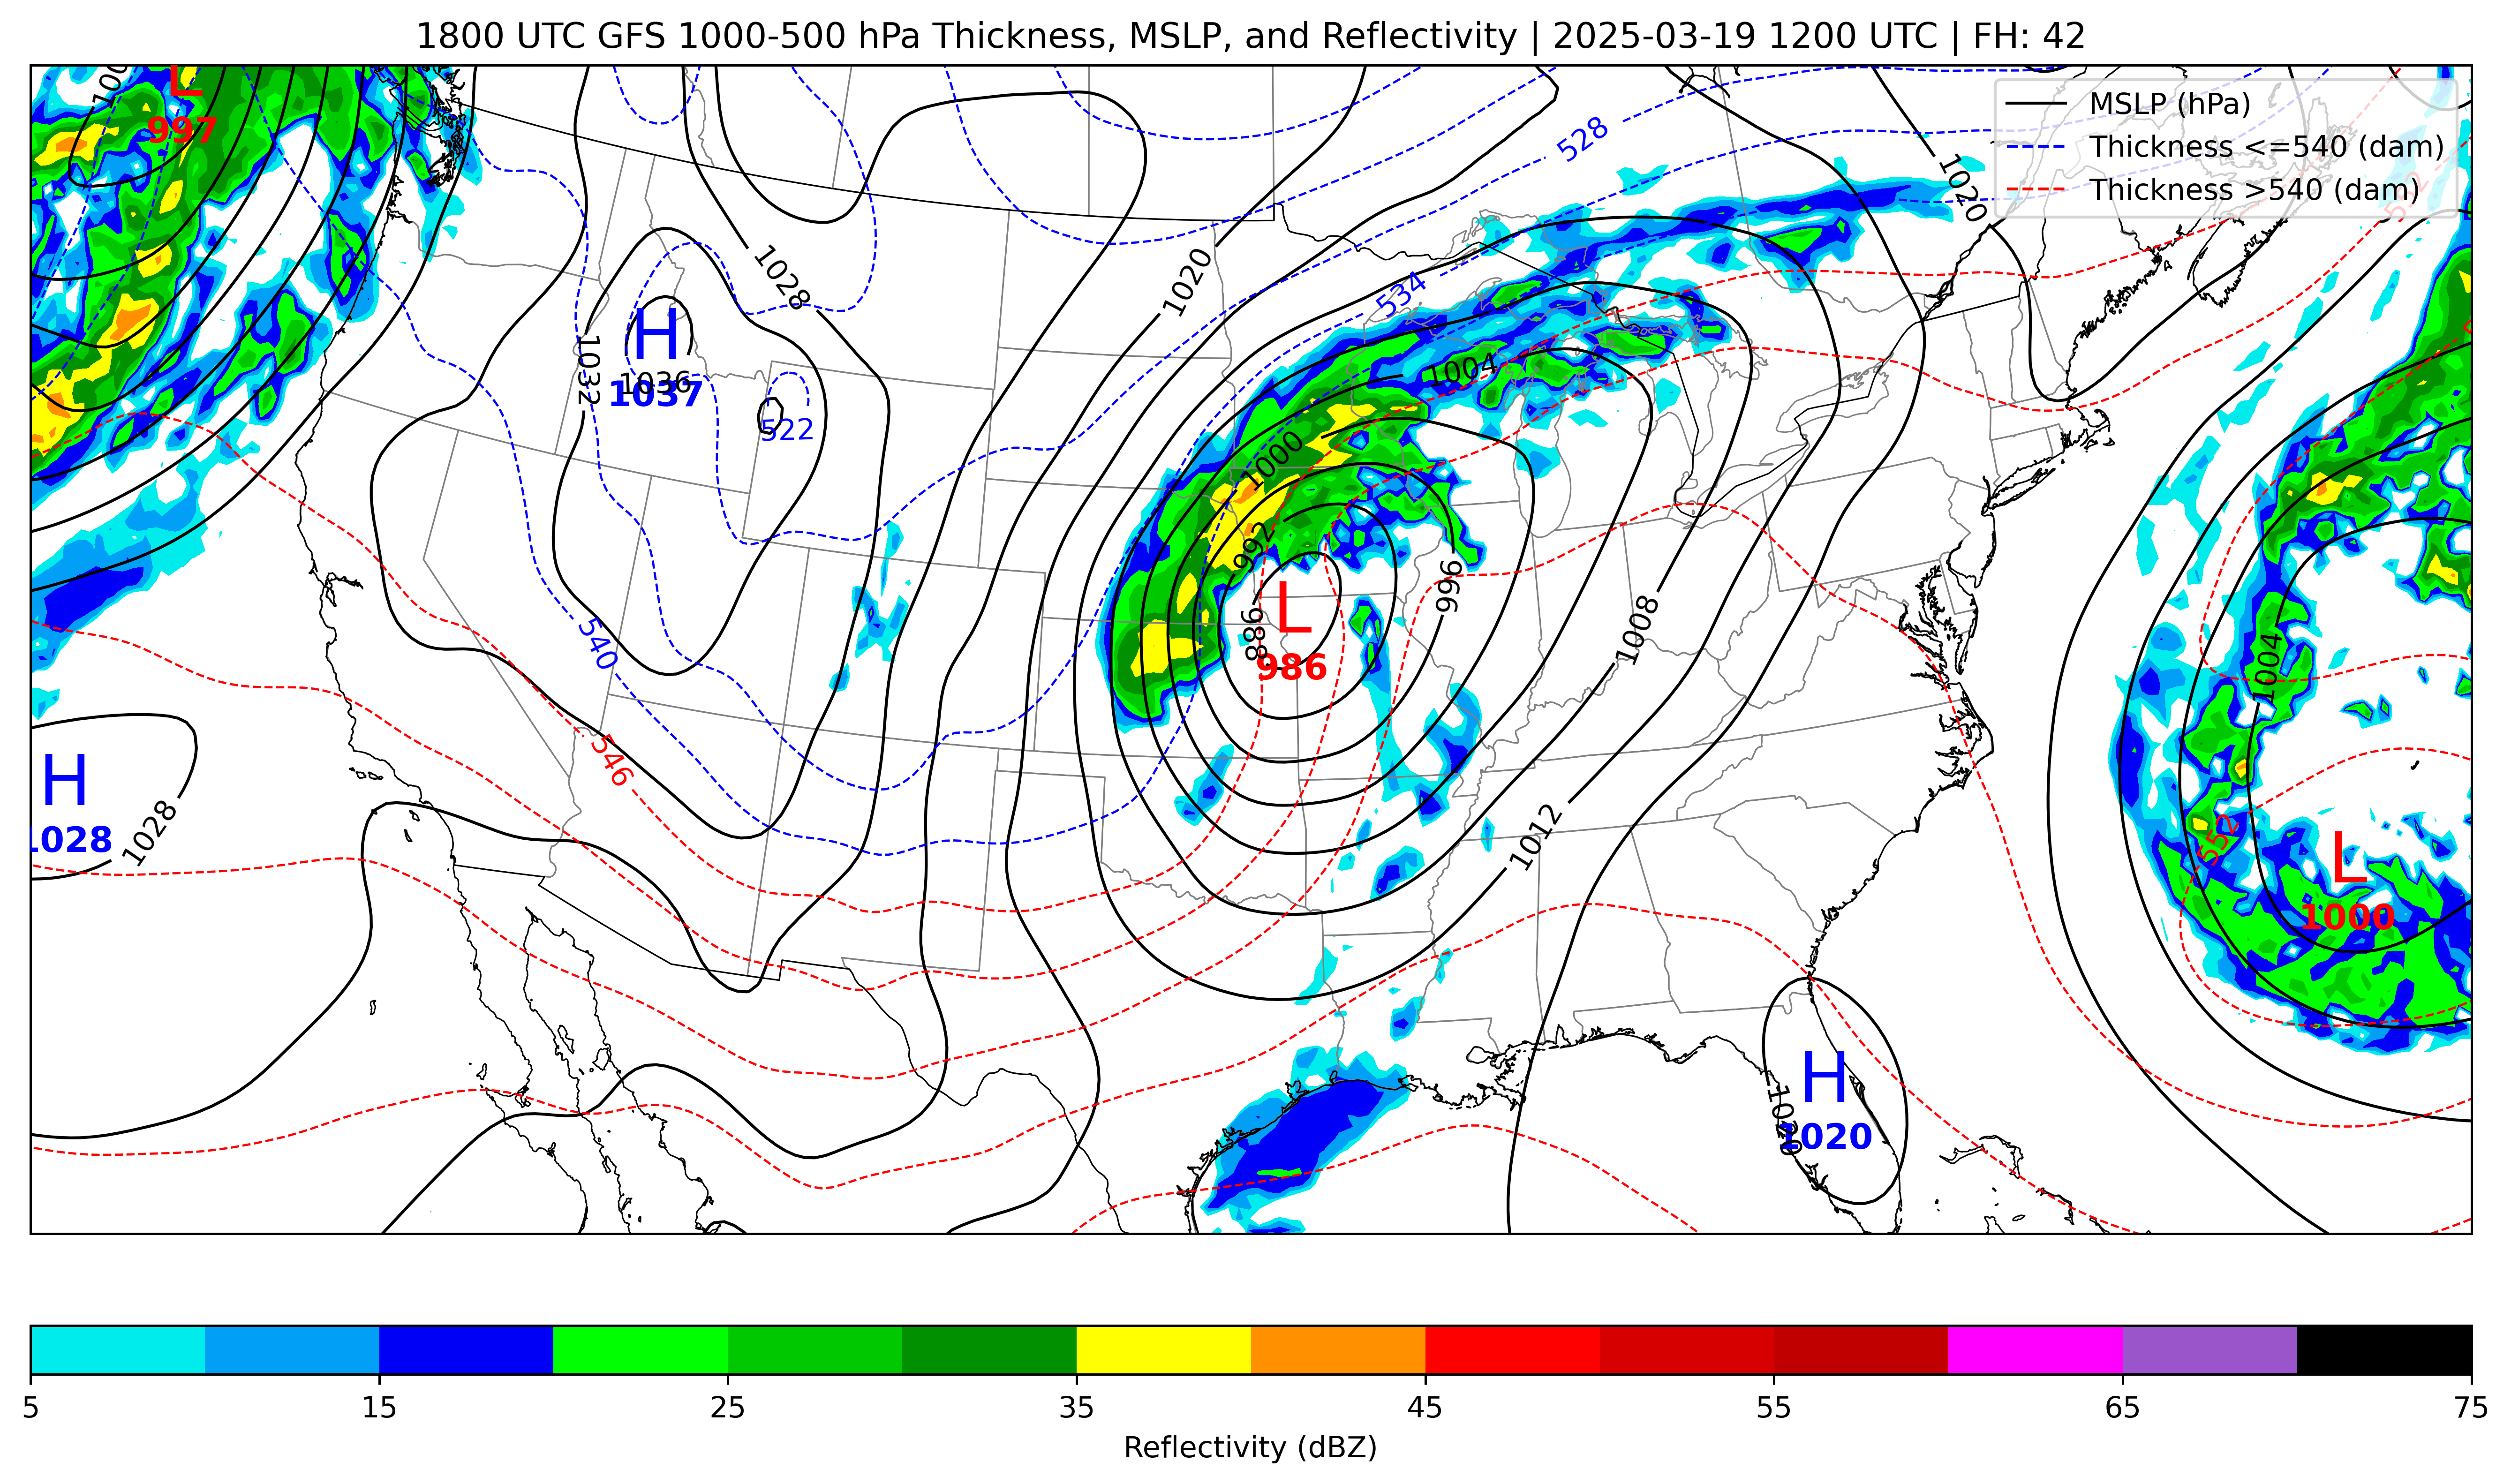 1800 UTC GFS 1000-500 hPa Thickness, MSLP, and Reflectivity | 2025-03-19 1200 UTC | FH: 42
MSLP (hPa)
Thickness <=540 (dam)
Thickness >540 (dam)
L
997
528
1020
1028
1020
534
H
1036
1037
1032
522
1004
1000
992
996
988
L
986
1008
540
546
1004
H
1028
1028
1012
552
L
1000
H
1020
1020
5 15 25 35 45 55 65 75
Reflectivity (dBZ)